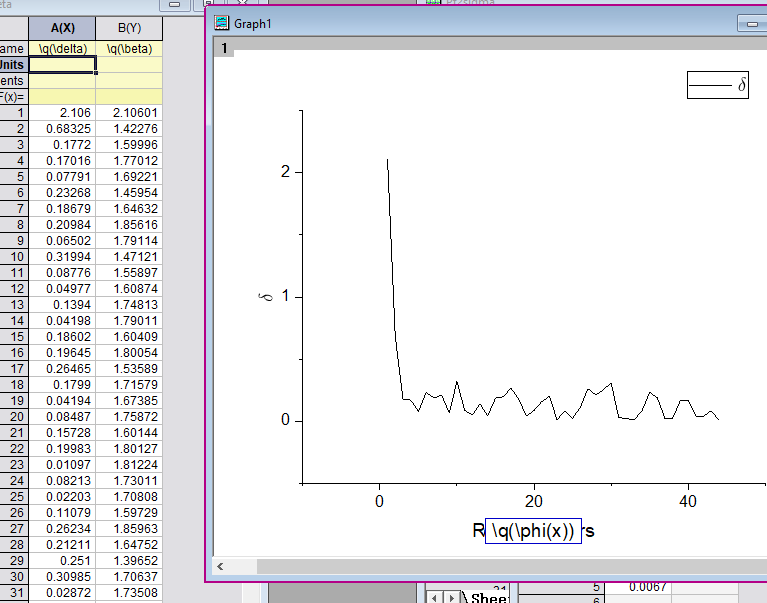 Graph1
A(X) B(Y)
ame \q(\delta) \q(\beta)
Units
ents
F(x)=
1 2.106 2.10601
2 0.68325 1.42276
3 0.1772 1.59996
4 0.17016 1.77012
5 0.07791 1.69221
6 0.23268 1.45954
7 0.18679 1.64632
8 0.20984 1.85616
9 0.06502 1.79114
10 0.31994 1.47121
11 0.08776 1.55897
12 0.04977 1.60874
13 0.1394 1.74813
14 0.04198 1.79011
15 0.18602 1.60409
16 0.19645 1.80054
17 0.26465 1.53589
18 0.1799 1.71579
19 0.04194 1.67385
20 0.08487 1.75872
21 0.15728 1.60144
22 0.19983 1.80127
23 0.01097 1.81224
24 0.08213 1.73011
25 0.02203 1.70808
26 0.11079 1.59729
27 0.26234 1.85963
28 0.21211 1.64752
29 0.251 1.39652
30 0.30985 1.70637
31 0.02872 1.73508
1
δ
2
1
0
δ
0 20 40
R \q(\phi(x)) rs
5 0.0067
6
Shee